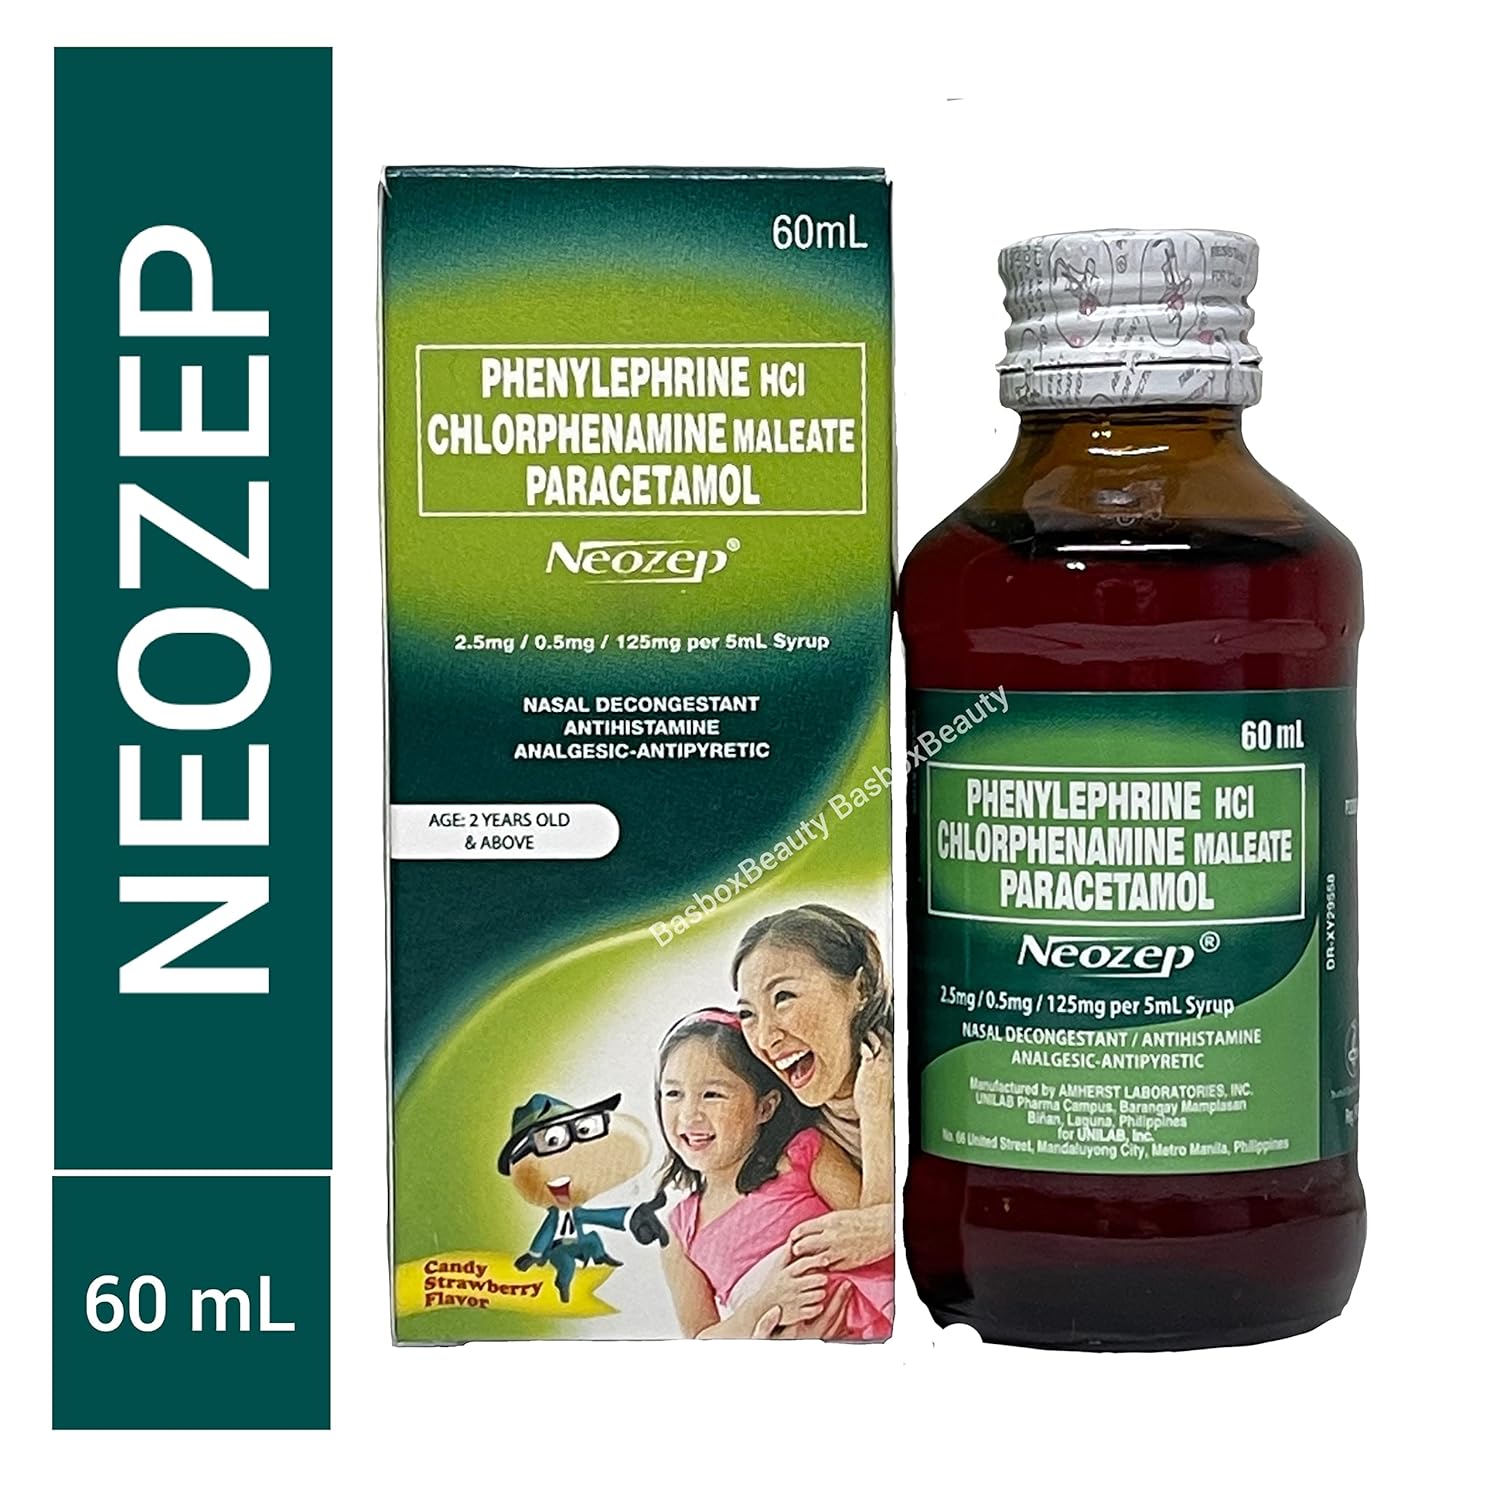 NEOZEP
60 mL
60mL
PHENYLEPHRINE HCl
CHLORPHENAMINE MALEATE
PARACETAMOL
Neozep®
2.5mg / 0.5mg / 125mg per 5mL Syrup
NASAL DECONGESTANT
ANTIHISTAMINE
ANALGESIC-ANTIPYRETIC
AGE: 2 YEARS OLD
& ABOVE
Candy
Strawberry
Flavor
BasboxBeauty BasboxBeauty
60 mL
PHENYLEPHRINE HCl
CHLORPHENAMINE MALEATE
PARACETAMOL
Neozep®
2.5mg / 0.5mg / 125mg per 5mL Syrup
NASAL DECONGESTANT / ANTIHISTAMINE
ANALGESIC-ANTIPYRETIC
Manufactured by AMHERST LABORATORIES, INC.
UNILAB Pharma Campus, Barangay Mamplasan
Biñan, Laguna, Philippines
for UNILAB, Inc.
No. 66 United Street, Mandaluyong City, Metro Manila, Philippines
DR-XY29558